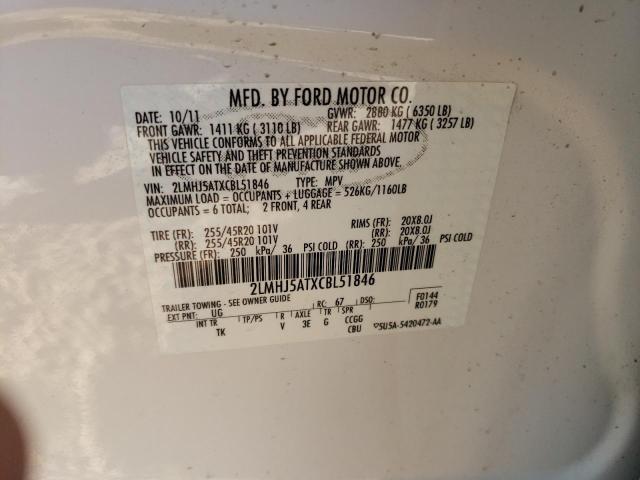 MFD. BY FORD MOTOR CO.
DATE: 10/11 GVWR: 2880 KG ( 6350 LB)
FRONT GAWR: 1411 KG ( 3110 LB) REAR GAWR: 1477 KG ( 3257 LB)
THIS VEHICLE CONFORMS TO ALL APPLICABLE FEDERAL MOTOR
VEHICLE SAFETY AND THEFT PREVENTION STANDARDS
IN EFFECT ON THE DATE OF MANUFACTURE SHOWN ABOVE.
VIN: 2LMHJ5ATXCBL51846 TYPE: MPV
MAXIMUM LOAD = OCCUPANTS + LUGGAGE = 526KG/1160LB
OCCUPANTS = 6 TOTAL; 2 FRONT, 4 REAR
TIRE (FR): 255/45R20 101V RIMS (FR): 20X8.0J
(RR): 255/45R20 101V (RR): 20X8.0J
PRESSURE (FR): 250 kPa/ 36 PSI COLD (RR): 250 kPa/ 36 PSI COLD
2LMHJ5ATXCBL51846
TRAILER TOWING - SEE OWNER GUIDE
EXT PNT: UG RC: 67 DSO:
F0144
R0179
INT TR TP/PS R AXLE TR SPR
TK V 3E G CCGG
CBU
▽5U5A-5420472-AA